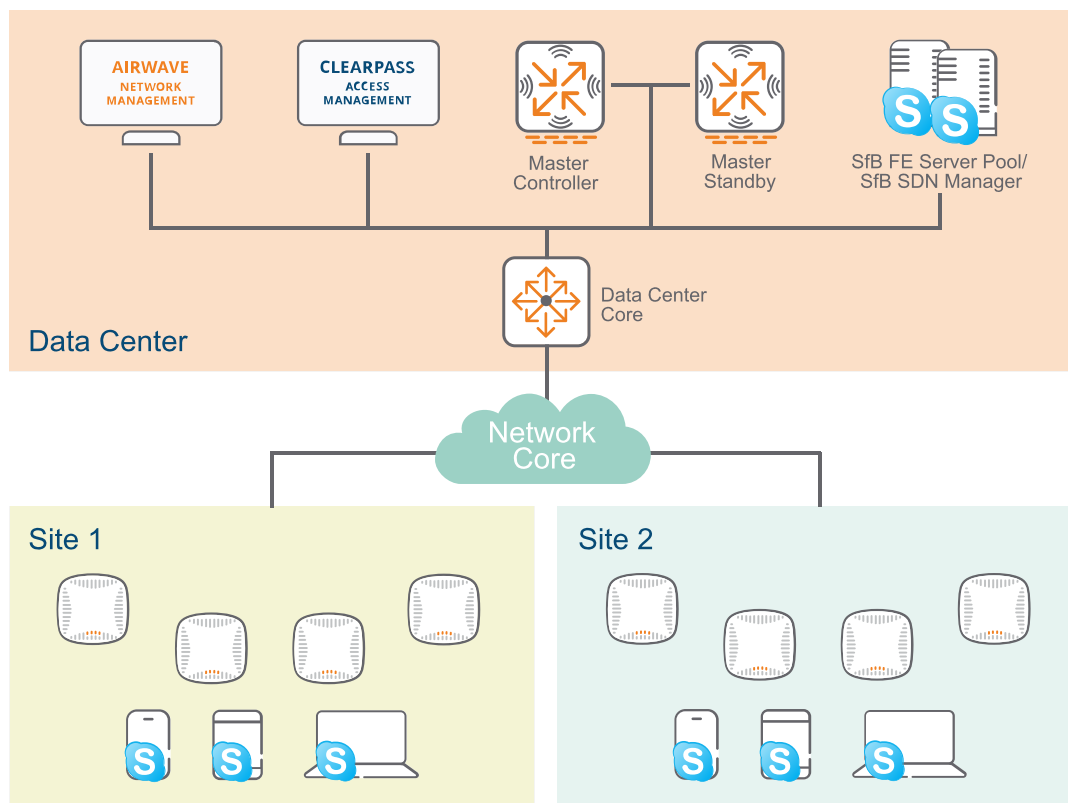 AIRWAVE
NETWORK
MANAGEMENT
CLEARPASS
ACCESS
MANAGEMENT
Master
Controller
Master
Standby
S
S
SfB FE Server Pool/
SfB SDN Manager
Data Center
Core
Data Center
Network
Core
Site 1
S
S
S
Site 2
S
S
S